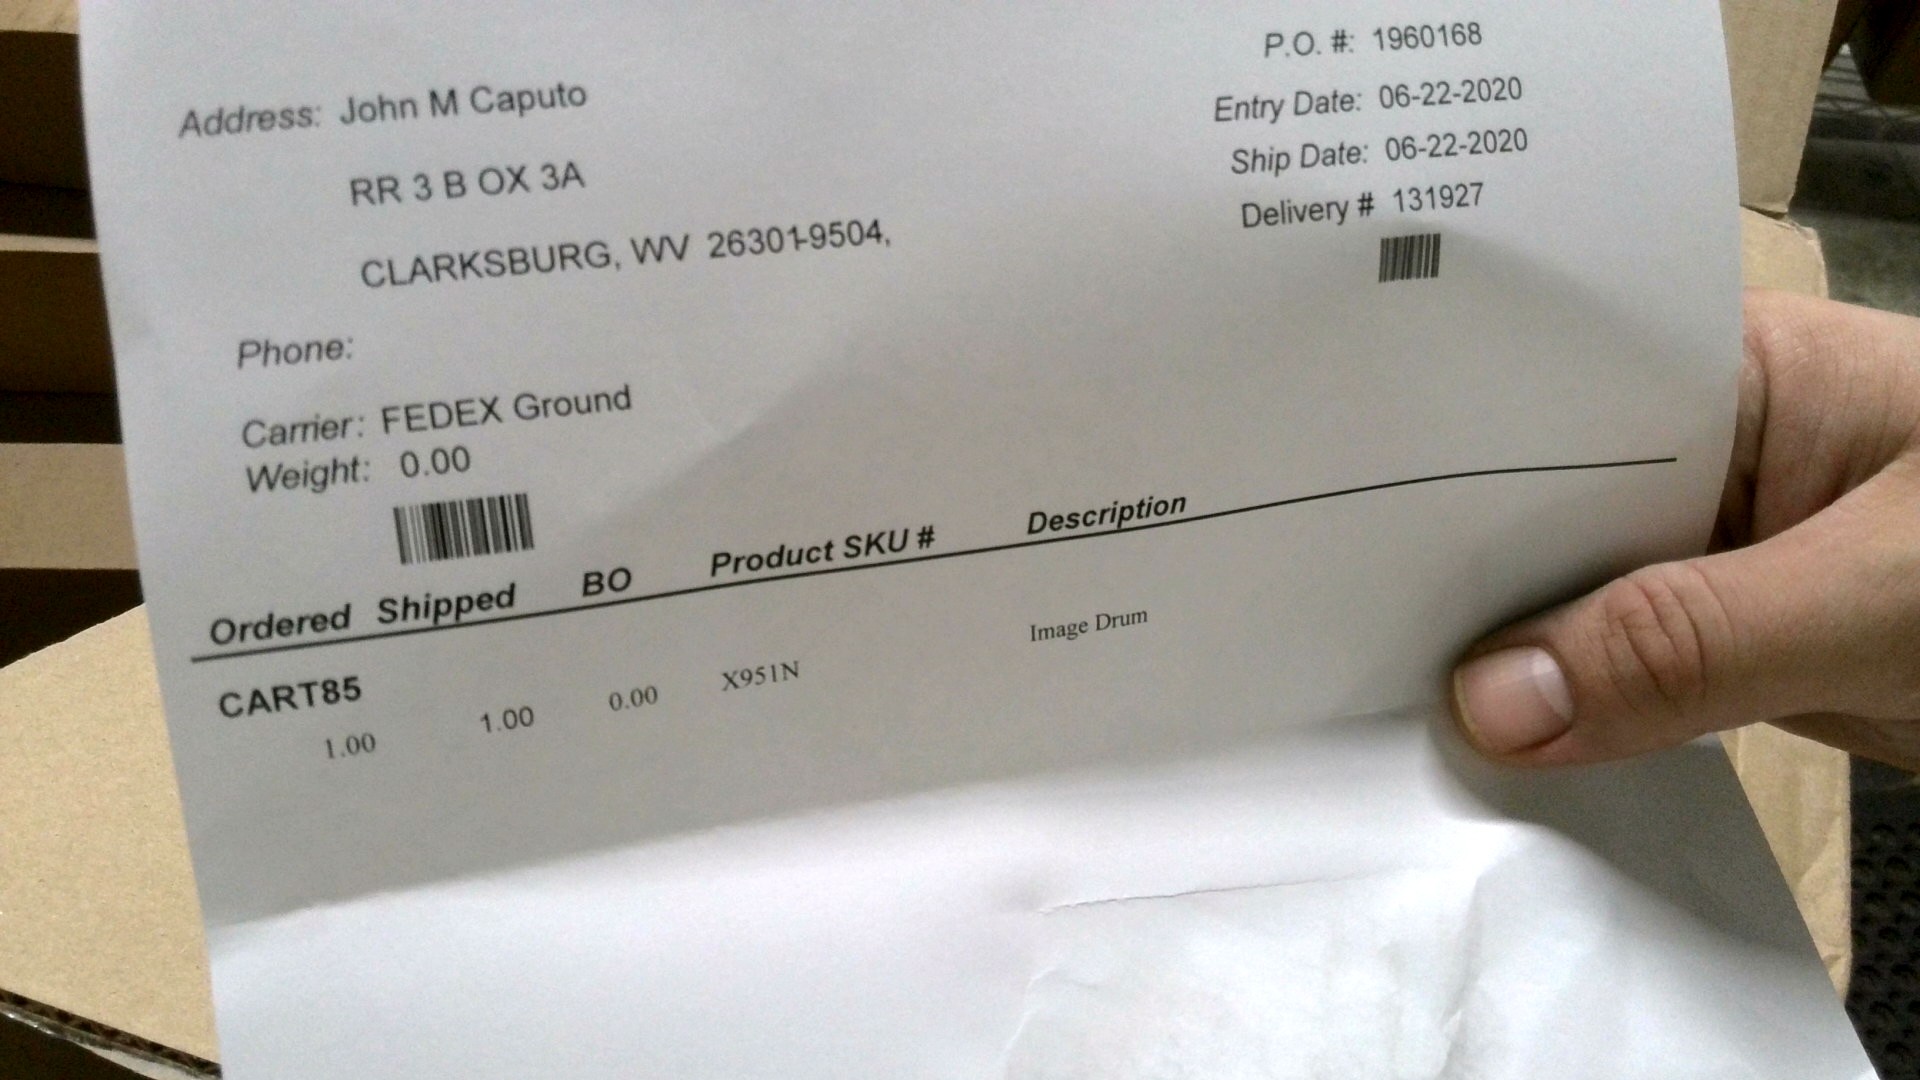 P.O. #: 1960168
Address: John M Caputo
Entry Date: 06-22-2020
RR 3 B OX 3A
Ship Date: 06-22-2020
CLARKSBURG, WV 26301-9504,
Delivery # 131927
Phone:
Carrier: FEDEX Ground
Weight: 0.00
Ordered Shipped BO Product SKU # Description
CART85
1.00 1.00 0.00 X951N Image Drum